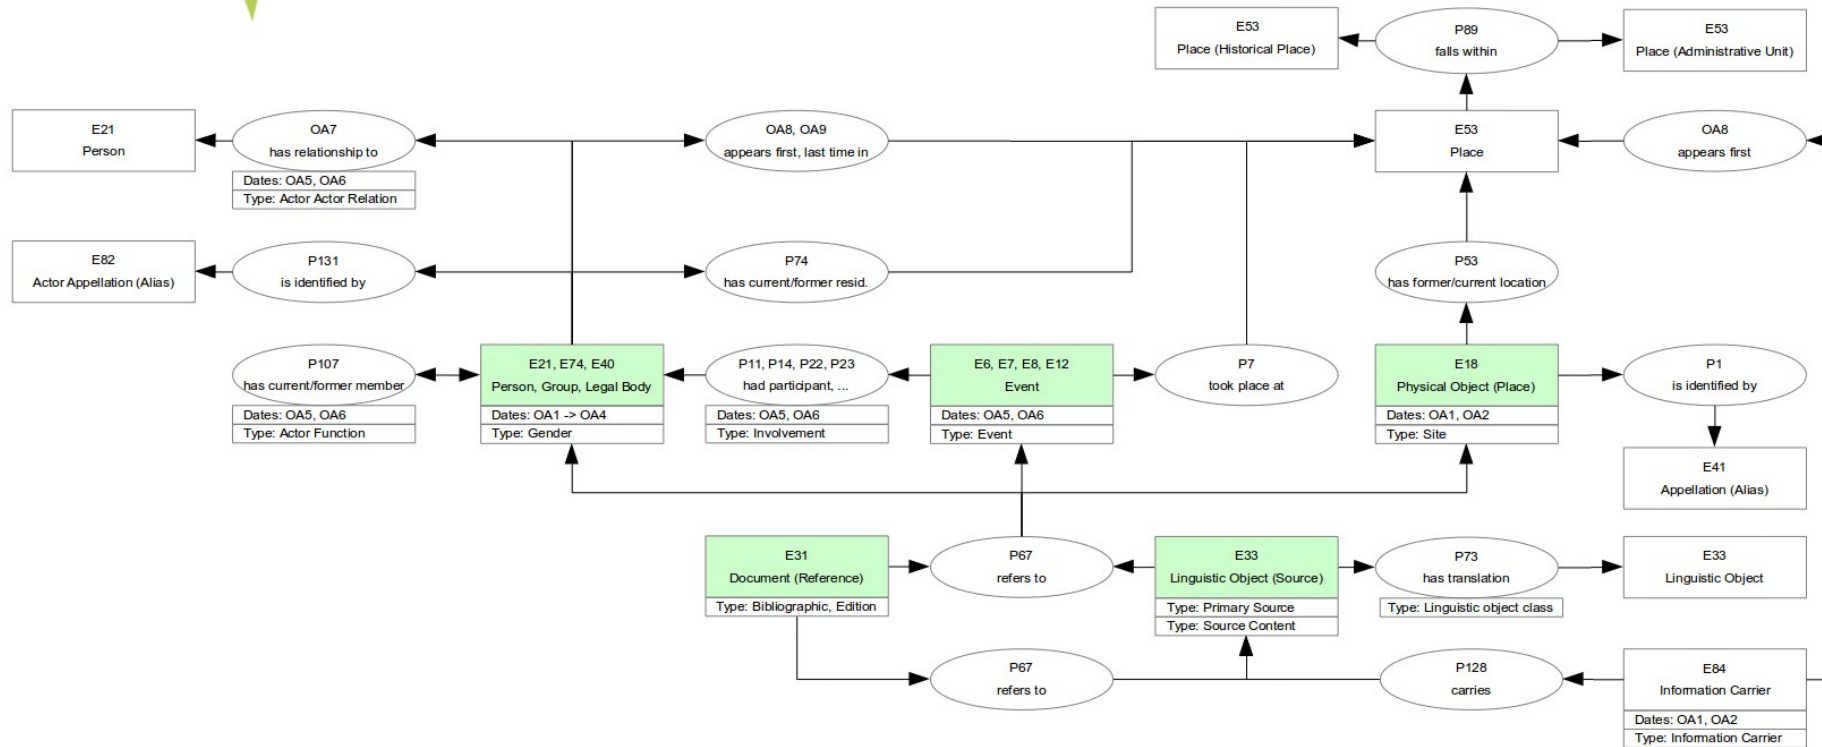 E53
Place (Historical Place)
P89
falls within
E53
Place (Administrative Unit)
E21
Person
OA7
has relationship to
Dates: OA5, OA6
Type: Actor Actor Relation
OA8, OA9
appears first, last time in
E53
Place
OA8
appears first
E82
Actor Appellation (Alias)
P131
is identified by
P74
has current/former resid.
P53
has former/current location
P107
has current/former member
Dates: OA5, OA6
Type: Actor Function
E21, E74, E40
Person, Group, Legal Body
Dates: OA1 -> OA4
Type: Gender
P11, P14, P22, P23
had participant, ...
Dates: OA5, OA6
Type: Involvement
E6, E7, E8, E12
Event
Dates: OA5, OA6
Type: Event
P7
took place at
E18
Physical Object (Place)
Dates: OA1, OA2
Type: Site
P1
is identified by
E41
Appellation (Alias)
E31
Document (Reference)
Type: Bibliographic, Edition
P67
refers to
E33
Linguistic Object (Source)
Type: Primary Source
Type: Source Content
P73
has translation
Type: Linguistic object class
E33
Linguistic Object
P67
refers to
P128
carries
E84
Information Carrier
Dates: OA1, OA2
Type: Information Carrier